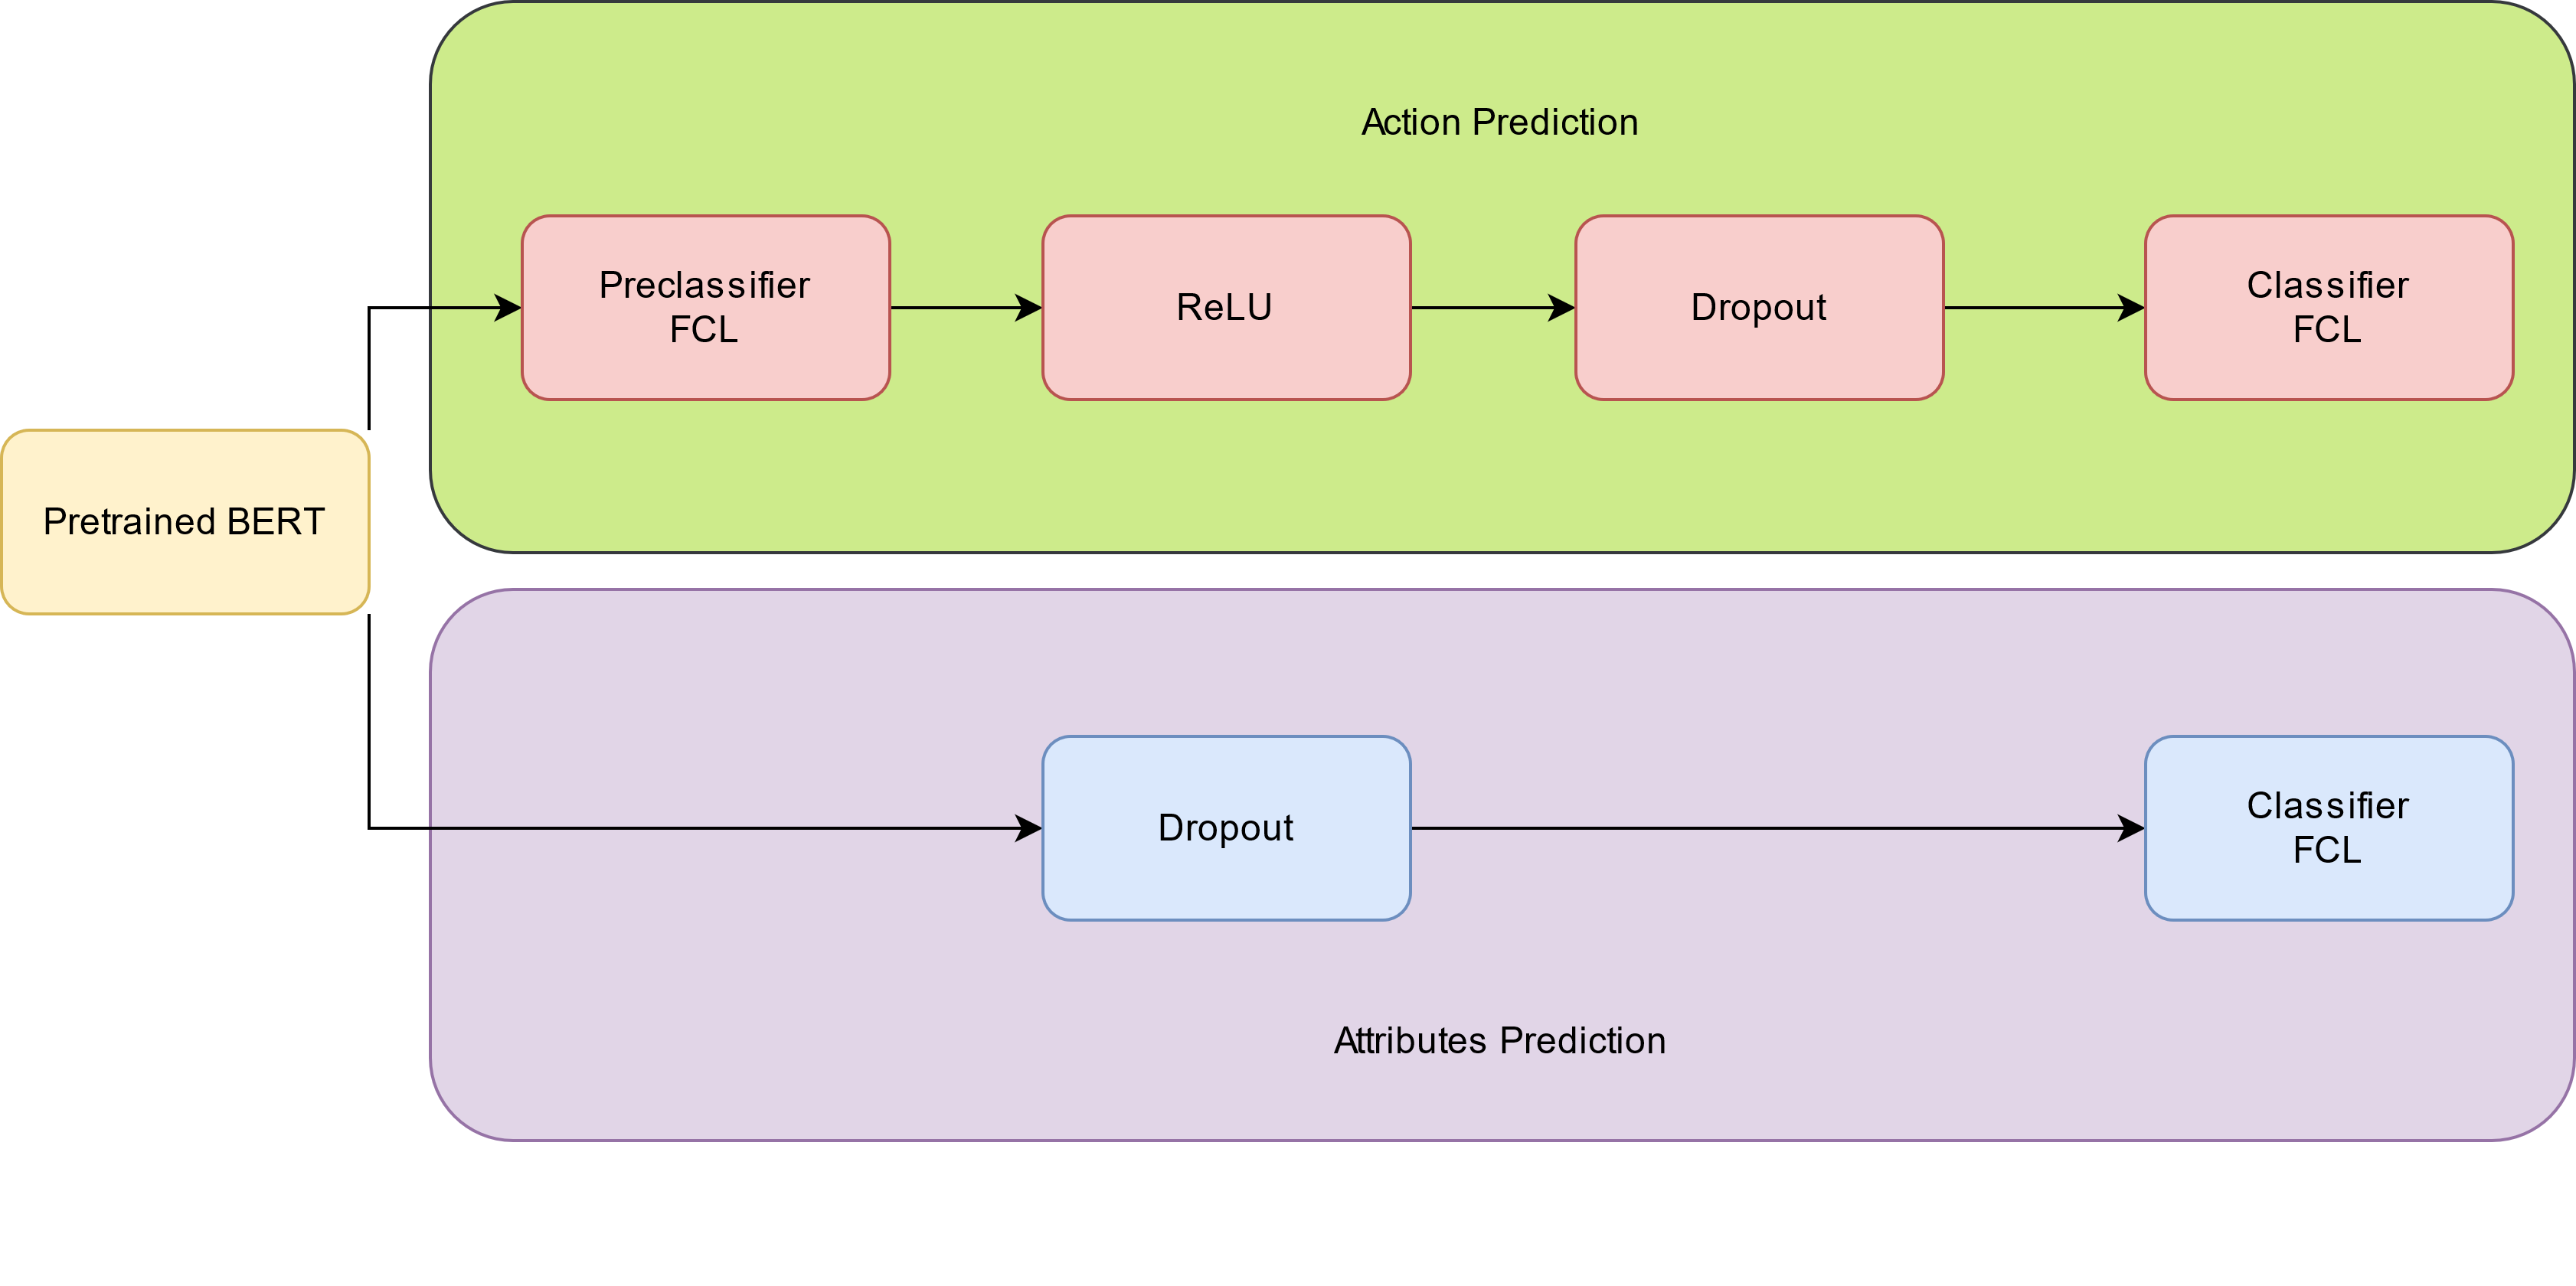 Action Prediction
Preclassifier
FCL
ReLU
Dropout
Classifier
FCL
Pretrained BERT
Dropout
Classifier
FCL
Attributes Prediction